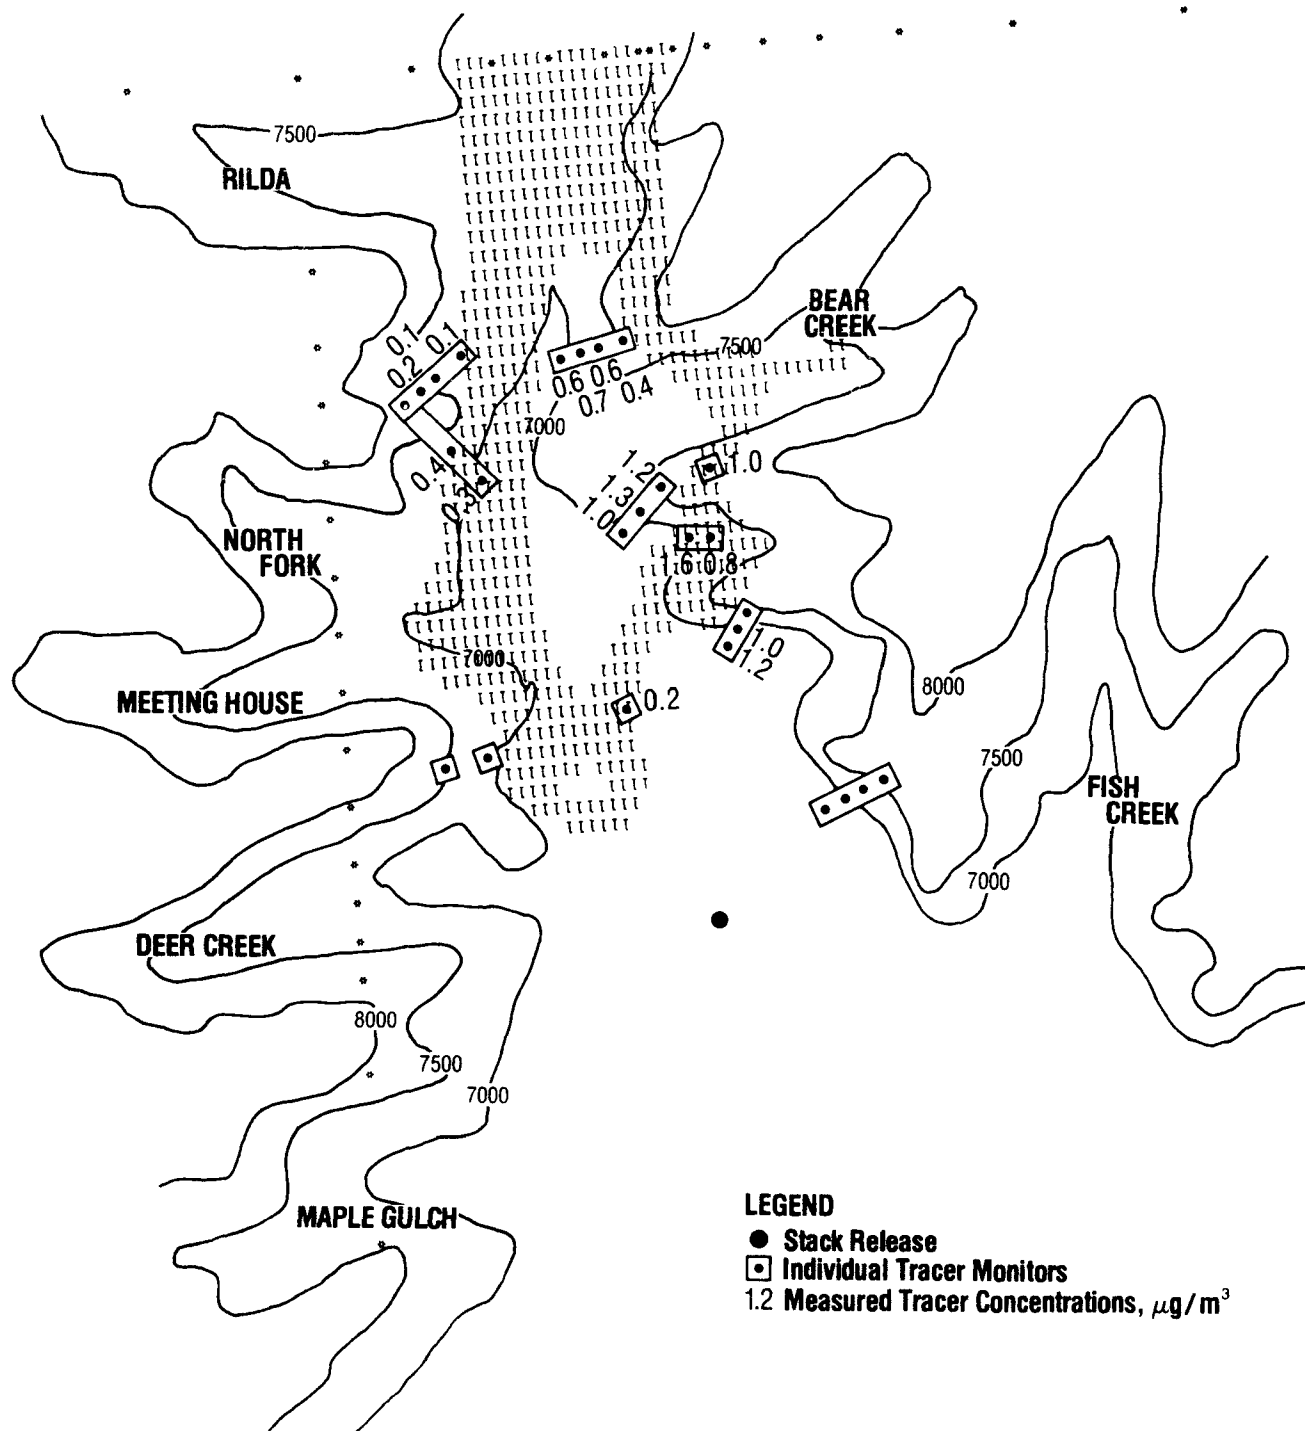 7500
RILDA
BEAR
CREEK
0.1
0.1
0.2
7500
0.6 0.6
0.7 0.4
7000
1.2
1.3
1.0
1.0
0.4
0.3
NORTH
FORK
1.6 0.8
1.0
1.2
7000
8000
MEETING HOUSE
0.2
7500
FISH
CREEK
7000
DEER CREEK
8000
7500
7000
MAPLE GULCH
LEGEND
Stack Release
Individual Tracer Monitors
1.2 Measured Tracer Concentrations, μg/m³